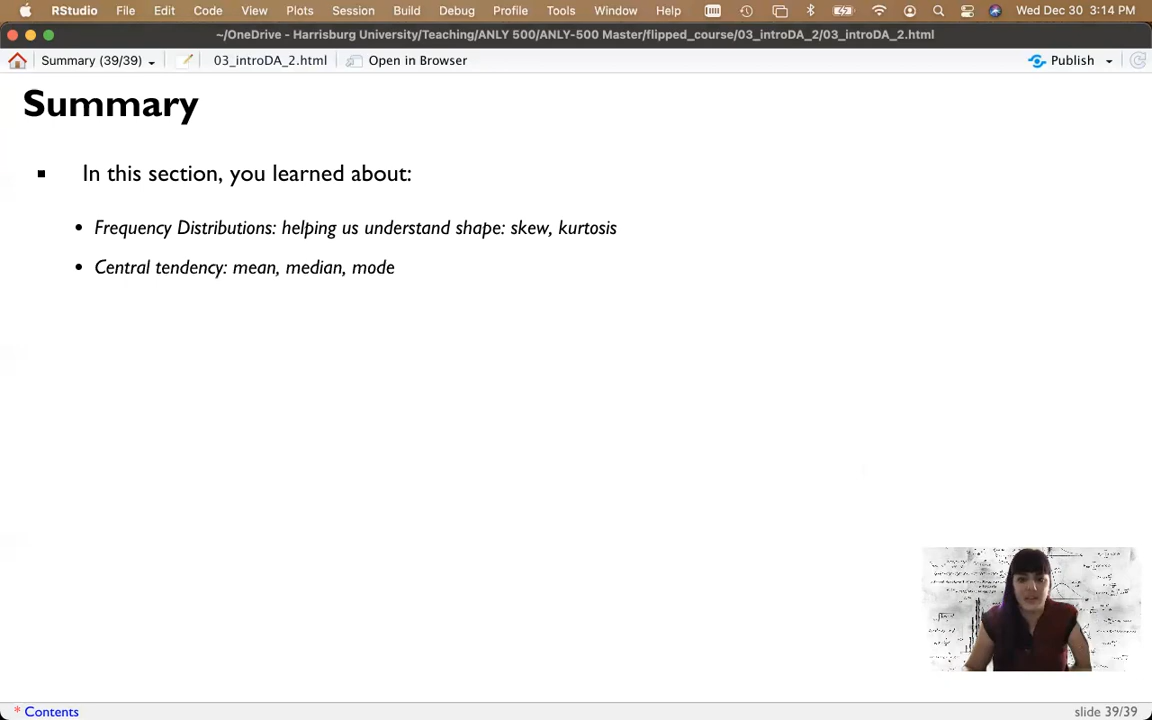 RStudio File Edit Code View Plots Session Build Debug Profile Tools Window Help Wed Dec 30 3:14 PM
~/OneDrive - Harrisburg University/Teaching/ANLY 500/ANLY-500 Master/flipped_course/03_introDA_2/03_introDA_2.html
Summary (39/39) 03_introDA_2.html Open in Browser Publish
Summary
▪ In this section, you learned about:
• Frequency Distributions: helping us understand shape: skew, kurtosis
• Central tendency: mean, median, mode
* Contents slide 39/39